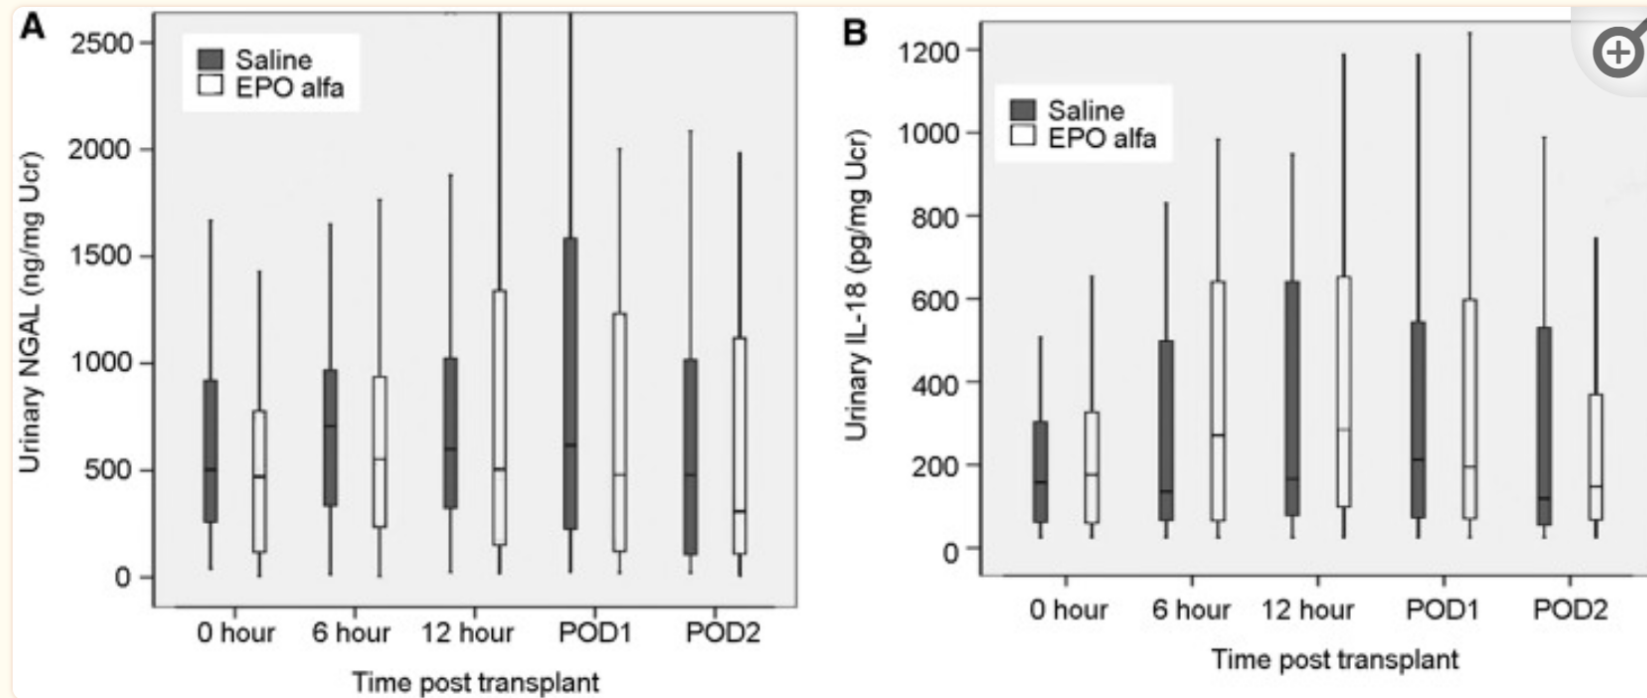 A
Urinary NGAL (ng/mg Ucr)
2500
2000
1500
1000
500
0
Saline
EPO alfa
0 hour
6 hour
12 hour
POD1
POD2
Time post transplant
B
Urinary IL-18 (pg/mg Ucr)
1200
1000
800
600
400
200
0
Saline
EPO alfa
0 hour
6 hour
12 hour
POD1
POD2
Time post transplant